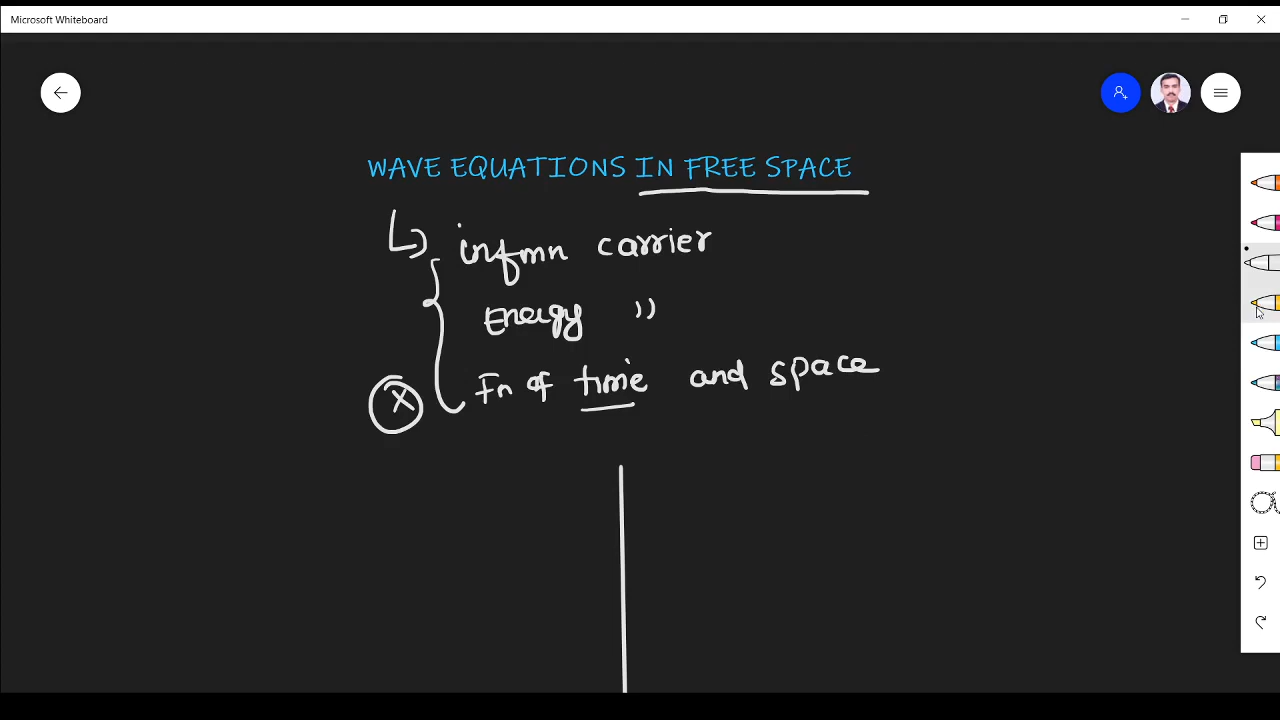 Microsoft Whiteboard
WAVE EQUATIONS IN FREE SPACE
infmn carrier
Energy ))
Fn of time and space
X